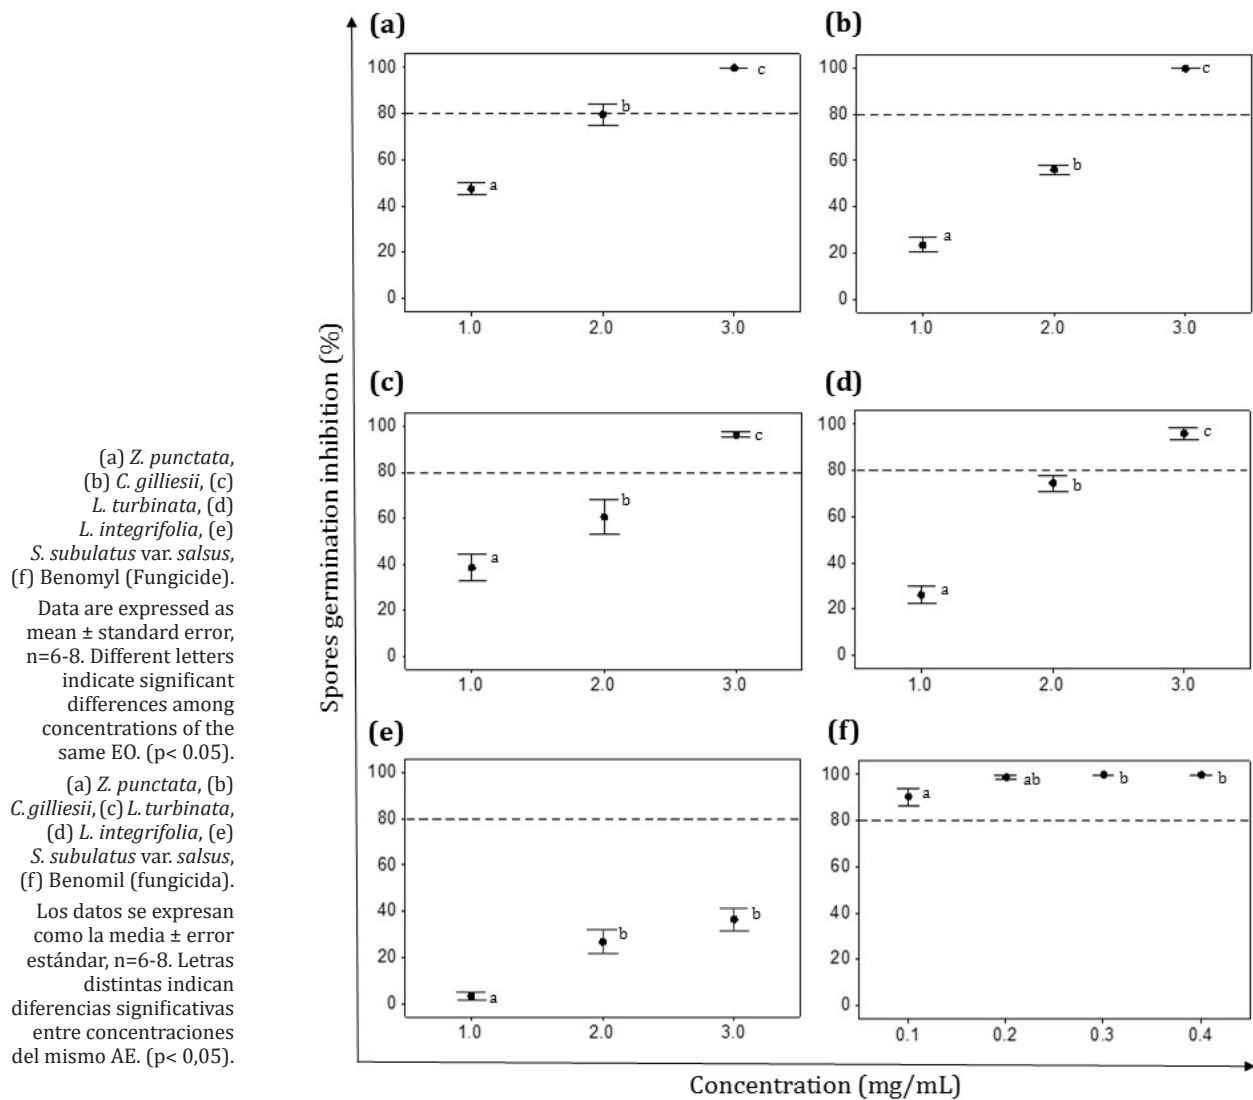 (a) Z. punctata,
(b) C. gilliesii, (c)
L. turbinata, (d)
L. integrifolia, (e)
S. subulatus var. salsus,
(f) Benomyl (Fungicide).
Data are expressed as
mean ± standard error,
n=6-8. Different letters
indicate significant
differences among
concentrations of the
same EO. (p< 0.05).
(a) Z. punctata, (b)
C. gilliesii, (c) L. turbinata,
(d) L. integrifolia, (e)
S. subulatus var. salsus,
(f) Benomil (fungicida).
Los datos se expresan
como la media ± error
estándar, n=6-8. Letras
distintas indican
diferencias significativas
entre concentraciones
del mismo AE. (p< 0,05).
Spores germination inhibition (%)
(a)
100
80
60
40
20
0
a
b
c
1.0 2.0 3.0
(b)
100
80
60
40
20
0
a
b
c
1.0 2.0 3.0
(c)
100
80
60
40
20
0
a
b
c
1.0 2.0 3.0
(d)
100
80
60
40
20
0
a
b
c
1.0 2.0 3.0
(e)
100
80
60
40
20
0
a
b
b
1.0 2.0 3.0
(f)
100
80
60
40
20
0
a
ab
b
b
0.1 0.2 0.3 0.4
Concentration (mg/mL)